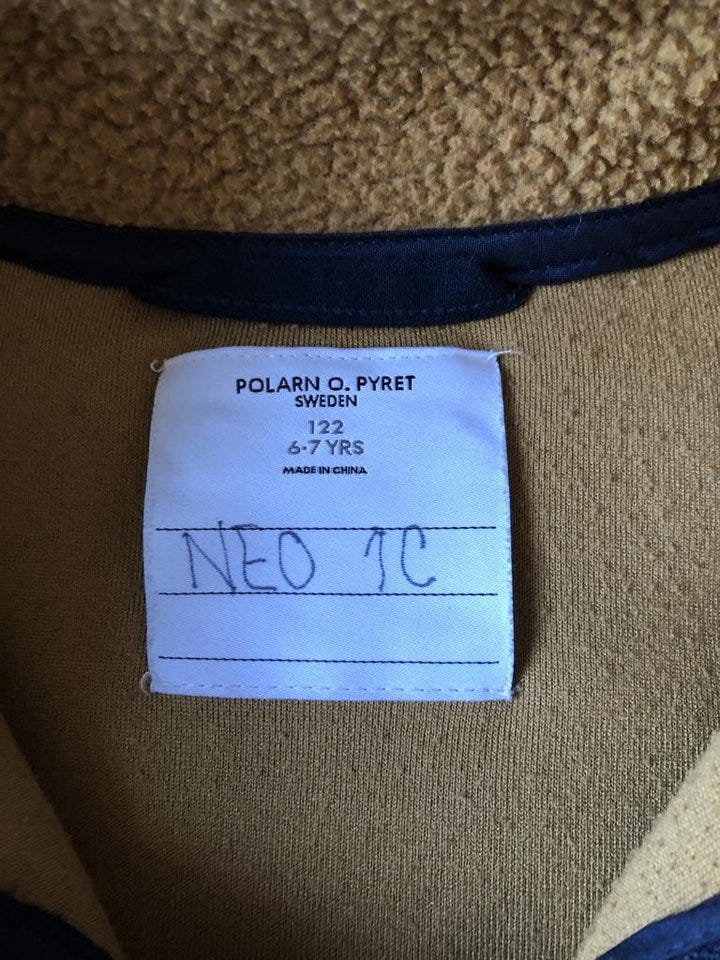 POLARN O. PYRET
SWEDEN
122
6-7 YRS
MADE IN CHINA
NEO 1C